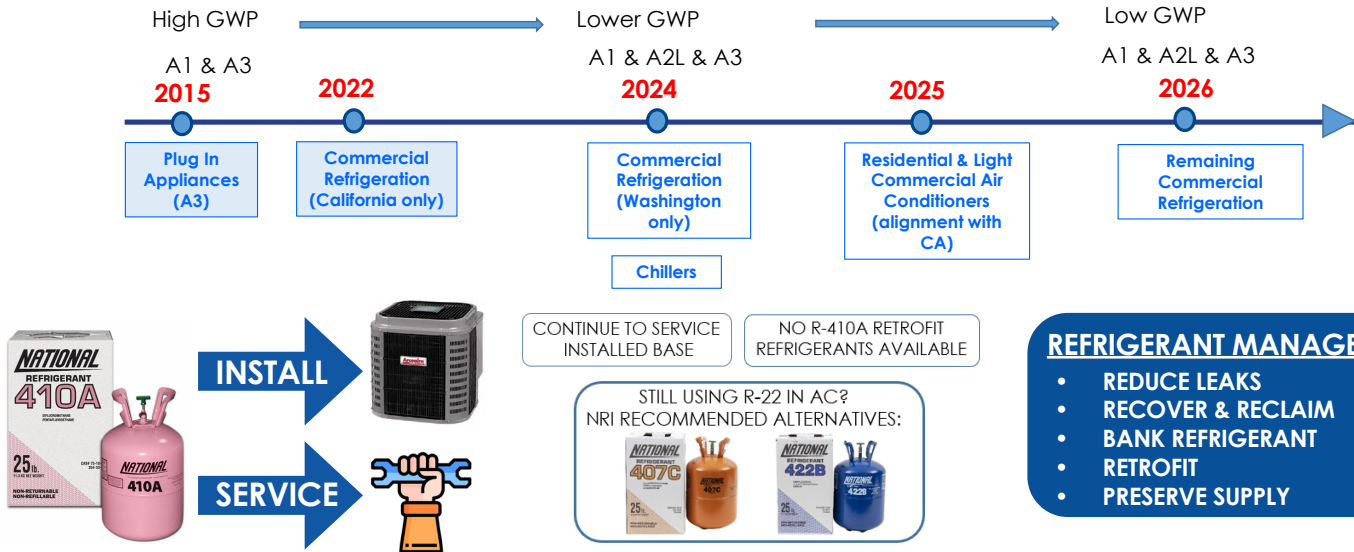 High GWP
Lower GWP
Low GWP
A1 & A3
A1 & A2L & A3
A1 & A2L & A3
2015
2022
2024
2025
2026
Plug In
Appliances
(A3)
Commercial
Refrigeration
(California only)
Commercial
Refrigeration
(Washington
only)
Chillers
Residential & Light
Commercial Air
Conditioners
(alignment with
CA)
Remaining
Commercial
Refrigeration
NATIONAL
REFRIGERANT
410A
25 lb.
NON-RETURNABLE
NON-REFILLABLE
NATIONAL
410A
INSTALL
SERVICE
CONTINUE TO SERVICE
INSTALLED BASE
NO R-410A RETROFIT
REFRIGERANTS AVAILABLE
STILL USING R-22 IN AC?
NRI RECOMMENDED ALTERNATIVES:
NATIONAL
REFRIGERANT
407C
25
407C
NATIONAL
REFRIGERANT
422B
25
422B
REFRIGERANT MANAGE
• REDUCE LEAKS
• RECOVER & RECLAIM
• BANK REFRIGERANT
• RETROFIT
• PRESERVE SUPPLY